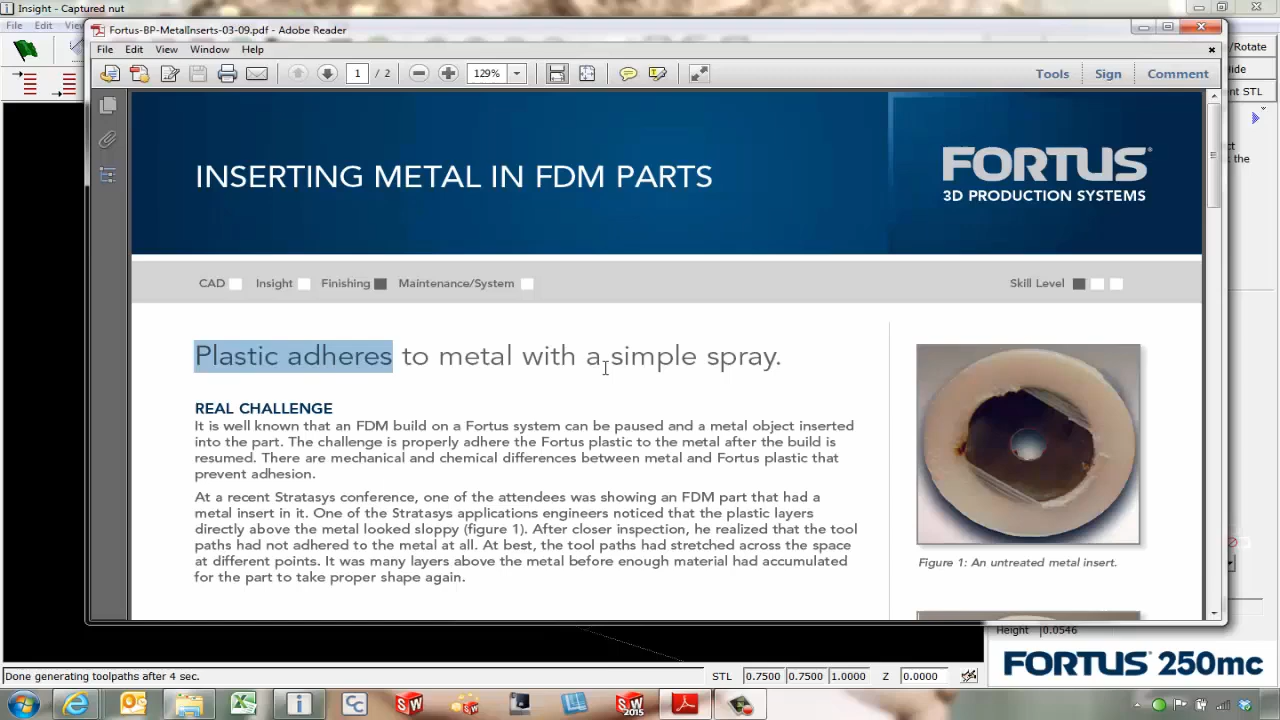 Insight - Captured nut
File Edit
Fortus-BP-MetalInserts-03-09.pdf - Adobe Reader
File Edit View Window Help
1 / 2 129% Tools Sign Comment
INSERTING METAL IN FDM PARTS
FORTUS®
3D PRODUCTION SYSTEMS
CAD Insight Finishing Maintenance/System Skill Level
Plastic adheres to metal with a simple spray.
REAL CHALLENGE
It is well known that an FDM build on a Fortus system can be paused and a metal object inserted
into the part. The challenge is properly adhere the Fortus plastic to the metal after the build is
resumed. There are mechanical and chemical differences between metal and Fortus plastic that
prevent adhesion.
At a recent Stratasys conference, one of the attendees was showing an FDM part that had a
metal insert in it. One of the Stratasys applications engineers noticed that the plastic layers
directly above the metal looked sloppy (figure 1). After closer inspection, he realized that the tool
paths had not adhered to the metal at all. At best, the tool paths had stretched across the space
at different points. It was many layers above the metal before enough material had accumulated
for the part to take proper shape again.
Figure 1: An untreated metal insert.
/Rotate
STL
the
Height 0.0546
FORTUS® 250mc
Done generating toolpaths after 4 sec. STL 0.7500 0.7500 1.0000 Z 0.0000
SW SW 2015